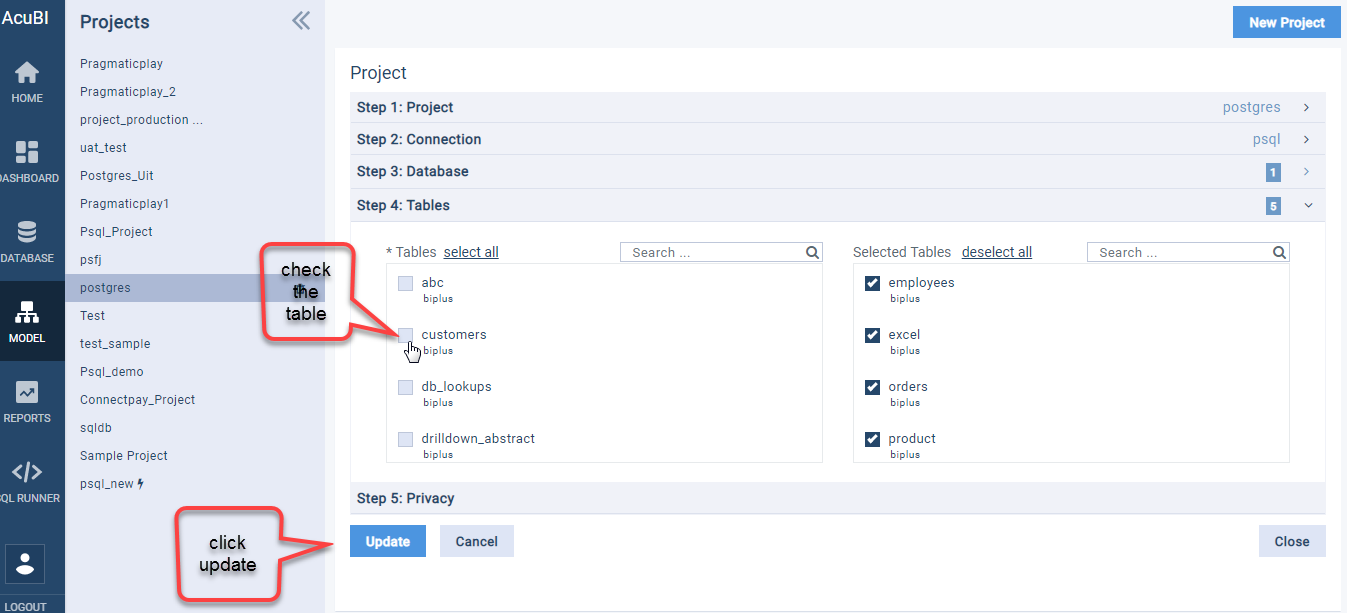 AcuBI
HOME
DASHBOARD
DATABASE
MODEL
REPORTS
SQL RUNNER
LOGOUT
Projects
Pragmaticplay
Pragmaticplay_2
project_production ...
uat_test
Postgres_Uit
Pragmaticplay1
Psql_Project
psfj
postgres
Test
test_sample
Psql_demo
Connectpay_Project
sqldb
Sample Project
psql_new
check
the
table
click
update
New Project
Project
Step 1: Project postgres
Step 2: Connection psql
Step 3: Database 1
Step 4: Tables 5
* Tables select all Search ...
abc
biplus
customers
biplus
db_lookups
biplus
drilldown_abstract
biplus
Selected Tables deselect all Search ...
employees
biplus
excel
biplus
orders
biplus
product
biplus
Step 5: Privacy
Update Cancel Close